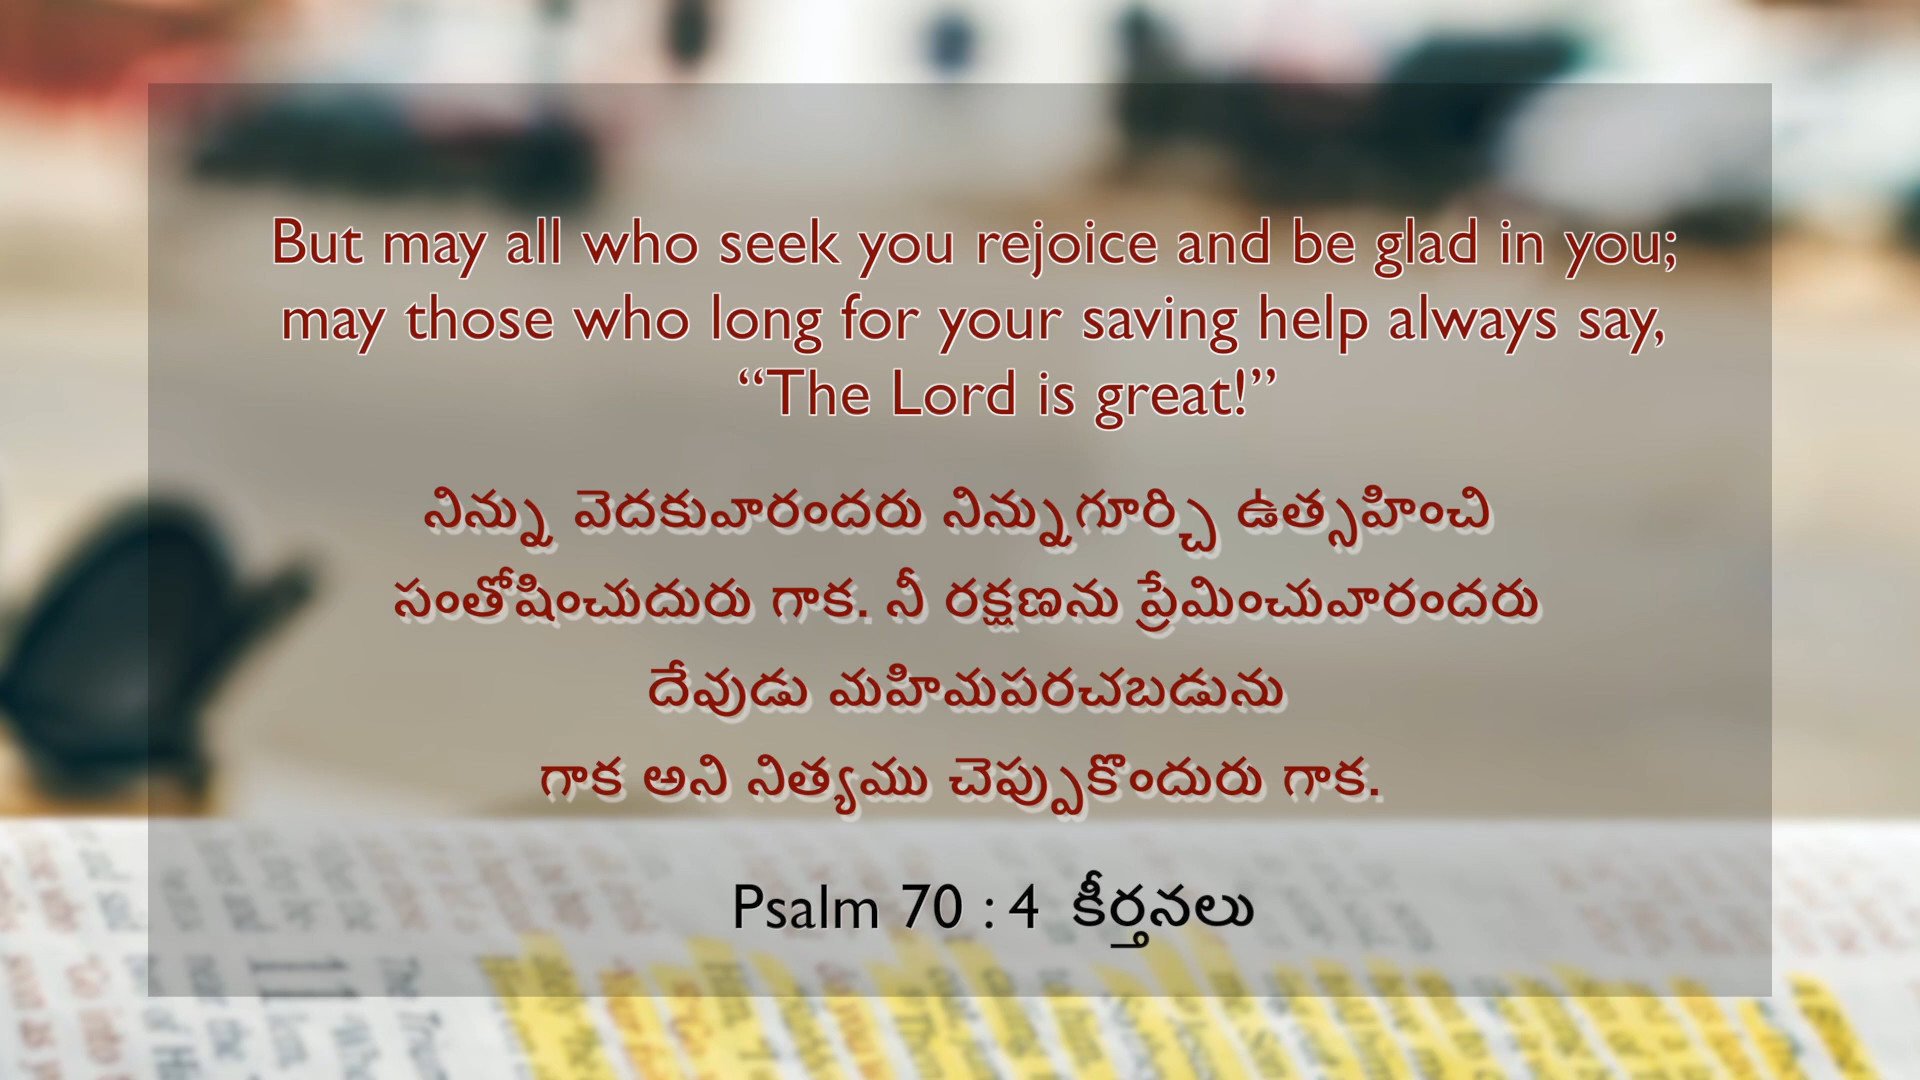 But may all who seek you rejoice and be glad in you;
may those who long for your saving help always say,
“The Lord is great!”
నిన్ను వెదకువారందరు నిన్నుగూర్చి ఉత్సహించి
సంతోషించుదురు గాక. నీ రక్షణను ప్రేమించువారందరు
దేవుడు మహిమపరచబడును
గాక అని నిత్యము చెప్పుకొందురు గాక.
Psalm 70 : 4 కీర్తనలు